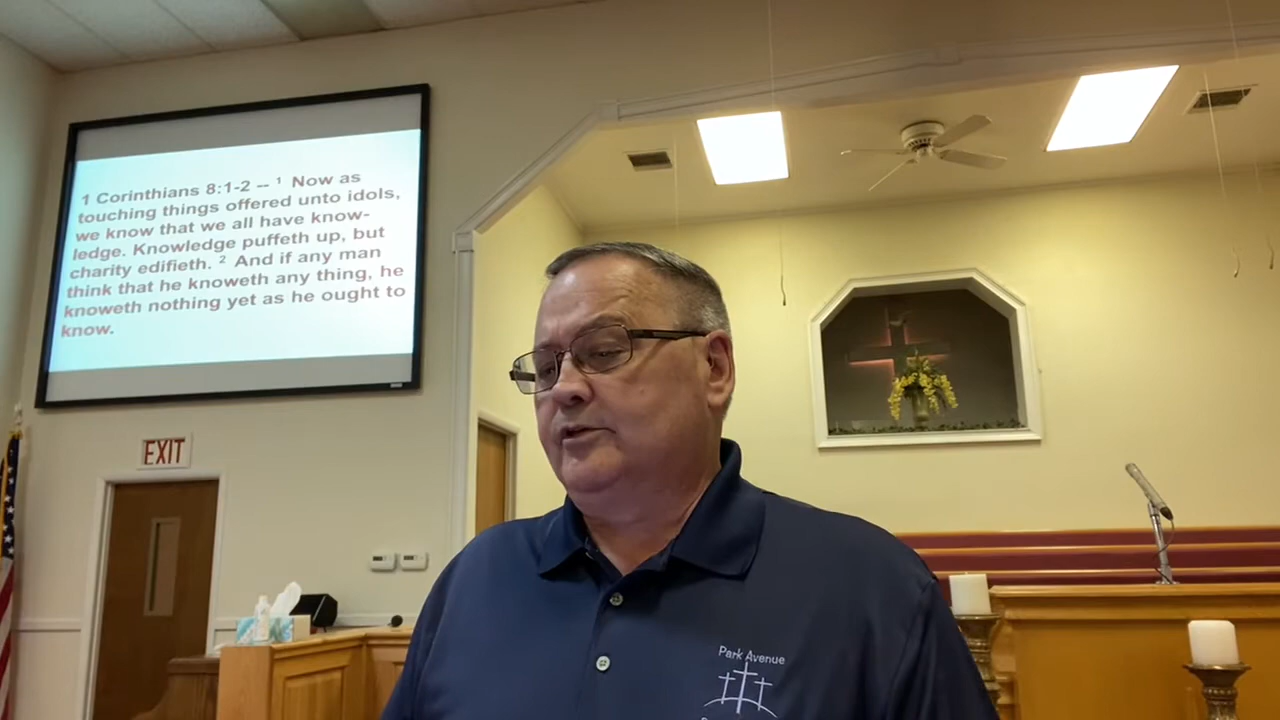 1 Corinthians 8:1-2 -- ¹ Now as
touching things offered unto idols,
we know that we all have know-
ledge. Knowledge puffeth up, but
charity edifieth. ² And if any man
think that he knoweth any thing, he
knoweth nothing yet as he ought to
know.
EXIT
Park Avenue